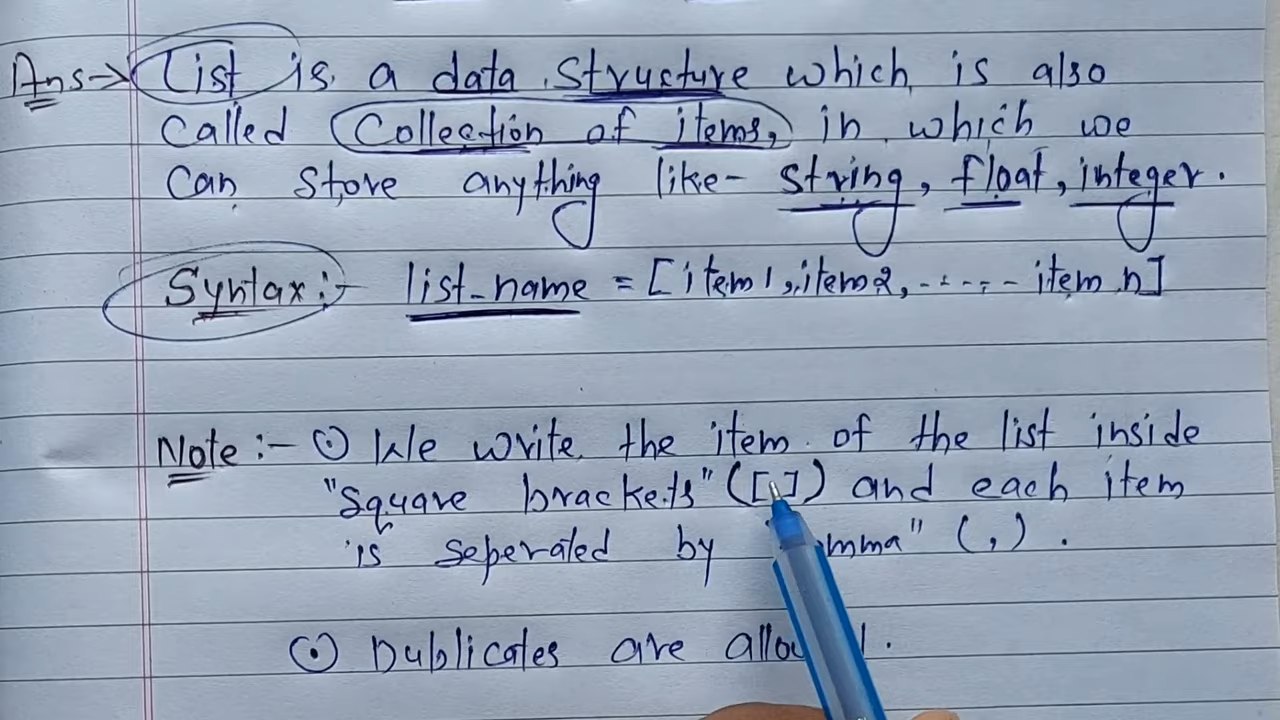 Ans→ List is a data structure which is also
called Collection of items, in which we
can store anything like- string, float, integer.
Syntax:- list_name = [item1, item2, ------ item n]
Note:- ⊙ We write the item of the list inside
"Square brackets" ([ ]) and each item
is seperated by mma" (,).
⊙ Dublicates are allo